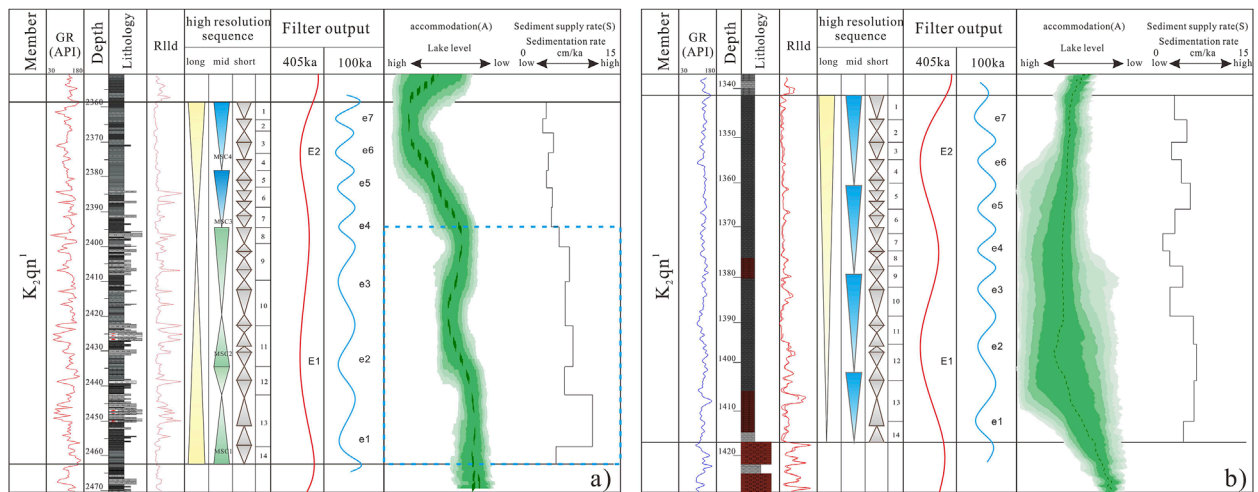 Member
GR
(API)
30 180
Depth
Lithology
Rlld
high resolution
sequence
long mid short
Filter output
405ka 100ka
accommodation(A)
Lake level
high low
Sediment supply rate(S)
Sedimentation rate
0 cm/ka 15
low high
K₂qn¹
2360
2370
2380
2390
2400
2410
2420
2430
2440
2450
2460
2470
MSC4
MSC3
MSC2
MSC1
1
2
3
4
5
6
7
8
9
10
11
12
13
14
E2
E1
e7
e6
e5
e4
e3
e2
e1
a)
Member
GR
(API)
30 180
Depth
Lithology
Rlld
high resolution
sequence
long mid short
Filter output
405ka 100ka
accommodation(A)
Lake level
high low
Sediment supply rate(S)
Sedimentation rate
0 cm/ka 15
low high
K₂qn¹
1340
1350
1360
1370
1380
1390
1400
1410
1420
1
2
3
4
5
6
7
8
9
10
11
12
13
14
E2
E1
e7
e6
e5
e4
e3
e2
e1
b)